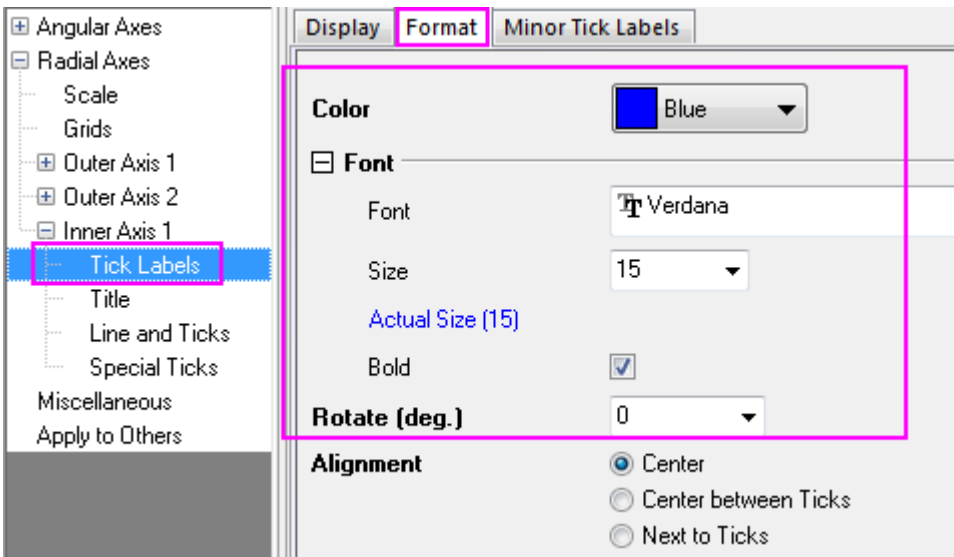 Angular Axes
Radial Axes
Scale
Grids
Outer Axis 1
Outer Axis 2
Inner Axis 1
Tick Labels
Title
Line and Ticks
Special Ticks
Miscellaneous
Apply to Others
Display Format Minor Tick Labels
Color Blue
Font
Font Verdana
Size 15
Actual Size (15)
Bold
Rotate (deg.) 0
Alignment Center
Center between Ticks
Next to Ticks